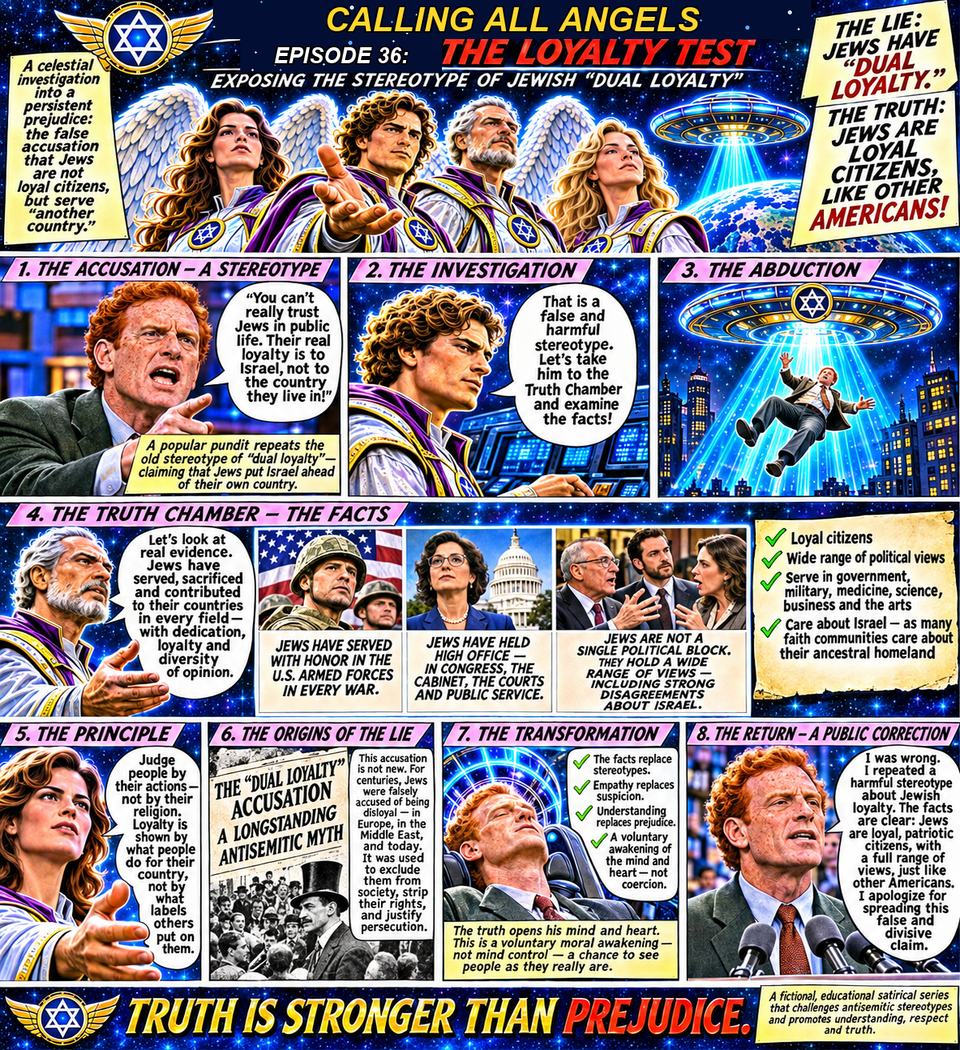 CALLING ALL ANGELS
EPISODE 36: THE LOYALTY TEST
EXPOSING THE STEREOTYPE OF JEWISH "DUAL LOYALTY"
A celestial
investigation
into a
persistent
prejudice:
the false
accusation
that Jews
are not
loyal citizens,
but serve
"another
country."
THE LIE:
JEWS HAVE
"DUAL
LOYALTY."
THE TRUTH:
JEWS ARE
LOYAL
CITIZENS,
LIKE OTHER
AMERICANS!
1. THE ACCUSATION – A STEREOTYPE
"You can't
really trust
Jews in public
life. Their real
loyalty is to
Israel, not to
the country
they live in!"
A popular pundit repeats the
old stereotype of "dual loyalty"—
claiming that Jews put Israel ahead
of their own country.
2. THE INVESTIGATION
That is a
false and
harmful
stereotype.
Let's take
him to the
Truth Chamber
and examine
the facts!
3. THE ABDUCTION
4. THE TRUTH CHAMBER – THE FACTS
Let's look at
real evidence.
Jews have
served, sacrificed
and contributed
to their countries
in every field—
with dedication,
loyalty and
diversity
of opinion.
JEWS HAVE SERVED
WITH HONOR IN THE
U.S. ARMED FORCES
IN EVERY WAR.
JEWS HAVE HELD
HIGH OFFICE —
IN CONGRESS, THE
CABINET, THE COURTS
AND PUBLIC SERVICE.
JEWS ARE NOT A
SINGLE POLITICAL BLOCK.
THEY HOLD A WIDE
RANGE OF VIEWS —
INCLUDING STRONG
DISAGREEMENTS
ABOUT ISRAEL.
Loyal citizens
Wide range of political views
Serve in government,
military, medicine, science,
business and the arts
Care about Israel — as many
faith communities care about
their ancestral homeland
5. THE PRINCIPLE
Judge
people by
their actions—
not by their
religion.
Loyalty is
shown by
what people
do for their
country,
not by
what
labels
others
put on
them.
6. THE ORIGINS OF THE LIE
THE "DUAL LOYALTY"
ACCUSATION
A LONGSTANDING
ANTISEMITIC MYTH
This accusation
is not new. For
centuries, Jews
were falsely
accused of being
disloyal — in
Europe, in the
Middle East,
and today.
It was used
to exclude
them from
society, strip
their rights,
and justify
persecution.
7. THE TRANSFORMATION
The facts replace
stereotypes.
Empathy replaces
suspicion.
Understanding
replaces prejudice.
A voluntary
awakening of
the mind and
heart — not
coercion.
The truth opens his mind and heart.
This is a voluntary moral awakening—
not mind control — a chance to see
people as they really are.
8. THE RETURN – A PUBLIC CORRECTION
I was wrong.
I repeated a
harmful stereotype
about Jewish
loyalty. The facts
are clear: Jews
are loyal, patriotic
citizens, with
a full range of
views, just like
other Americans.
I apologize for
spreading this
false and
divisive
claim.
TRUTH IS STRONGER THAN PREJUDICE.
A fictional, educational satirical series
that challenges antisemitic stereotypes
and promotes understanding, respect
and truth.